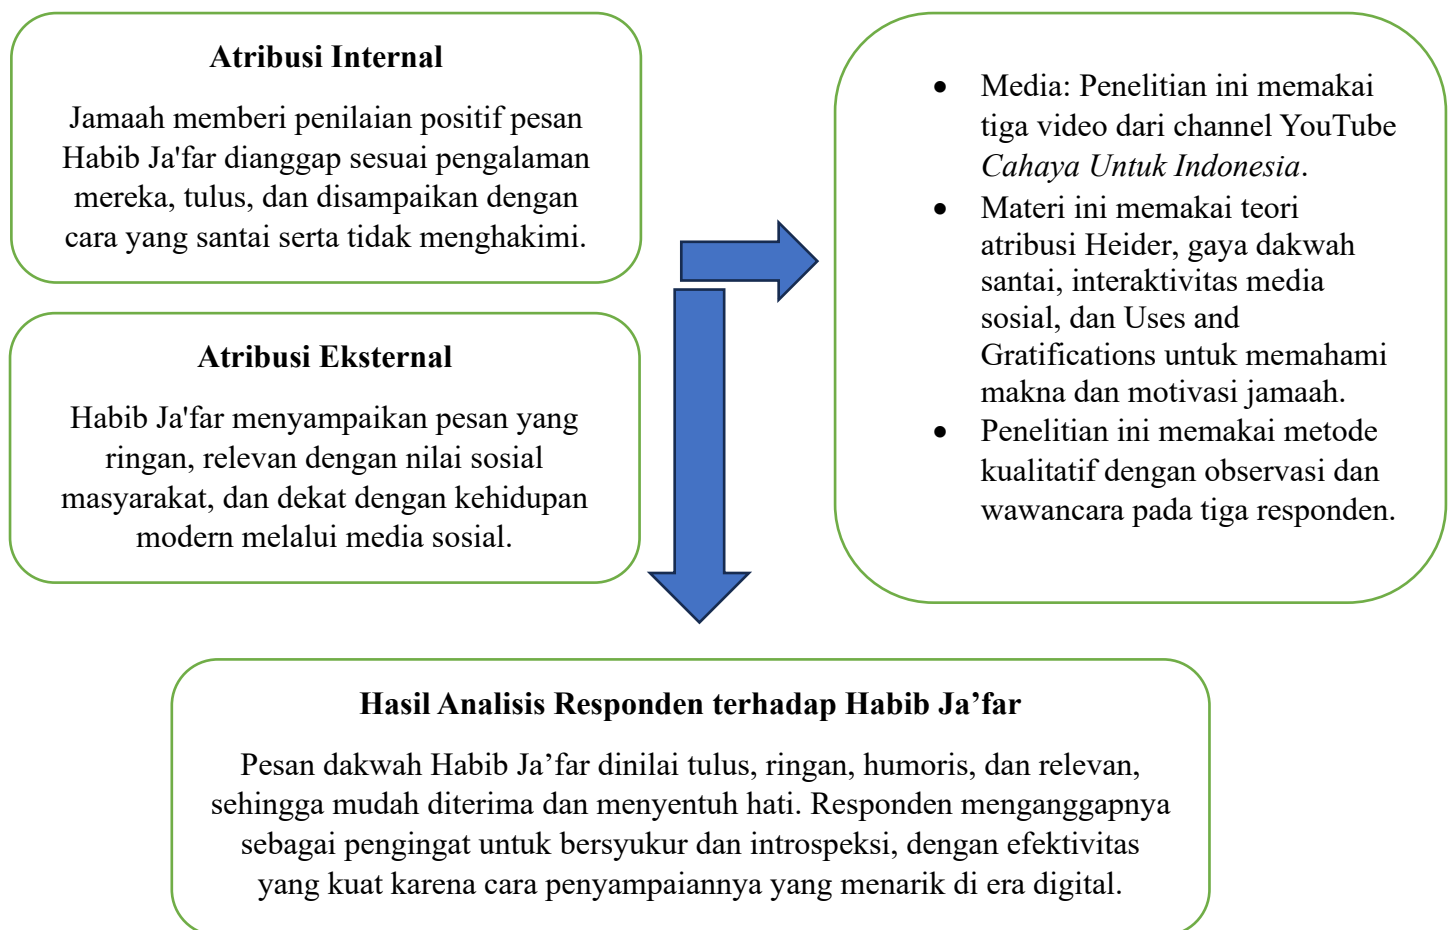 Atribusi Internal
Jamaah memberi penilaian positif pesan
Habib Ja'far dianggap sesuai pengalaman
mereka, tulus, dan disampaikan dengan
cara yang santai serta tidak menghakimi.
Atribusi Eksternal
Habib Ja'far menyampaikan pesan yang
ringan, relevan dengan nilai sosial
masyarakat, dan dekat dengan kehidupan
modern melalui media sosial.
• Media: Penelitian ini memakai
tiga video dari channel YouTube
Cahaya Untuk Indonesia.
• Materi ini memakai teori
atribusi Heider, gaya dakwah
santai, interaktivitas media
sosial, dan Uses and
Gratifications untuk memahami
makna dan motivasi jamaah.
• Penelitian ini memakai metode
kualitatif dengan observasi dan
wawancara pada tiga responden.
Hasil Analisis Responden terhadap Habib Ja’far
Pesan dakwah Habib Ja’far dinilai tulus, ringan, humoris, dan relevan,
sehingga mudah diterima dan menyentuh hati. Responden menganggapnya
sebagai pengingat untuk bersyukur dan introspeksi, dengan efektivitas
yang kuat karena cara penyampaiannya yang menarik di era digital.